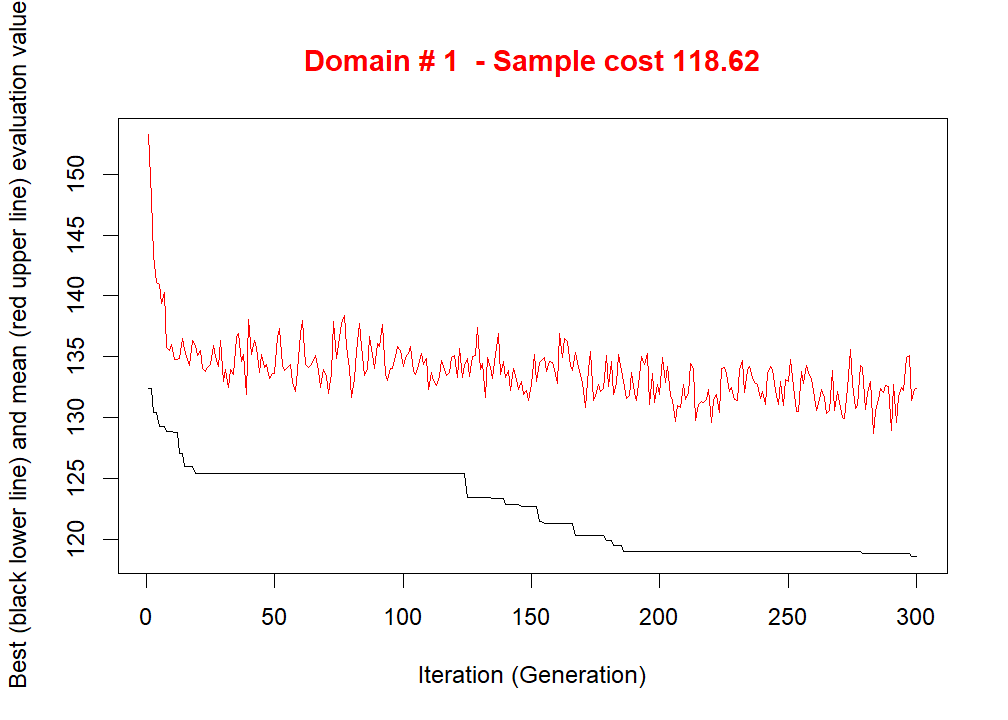 Domain # 1  - Sample cost 118.62
Best (black lower line) and mean (red upper line) evaluation value
150
145
140
135
130
125
120
0 50 100 150 200 250 300
Iteration (Generation)